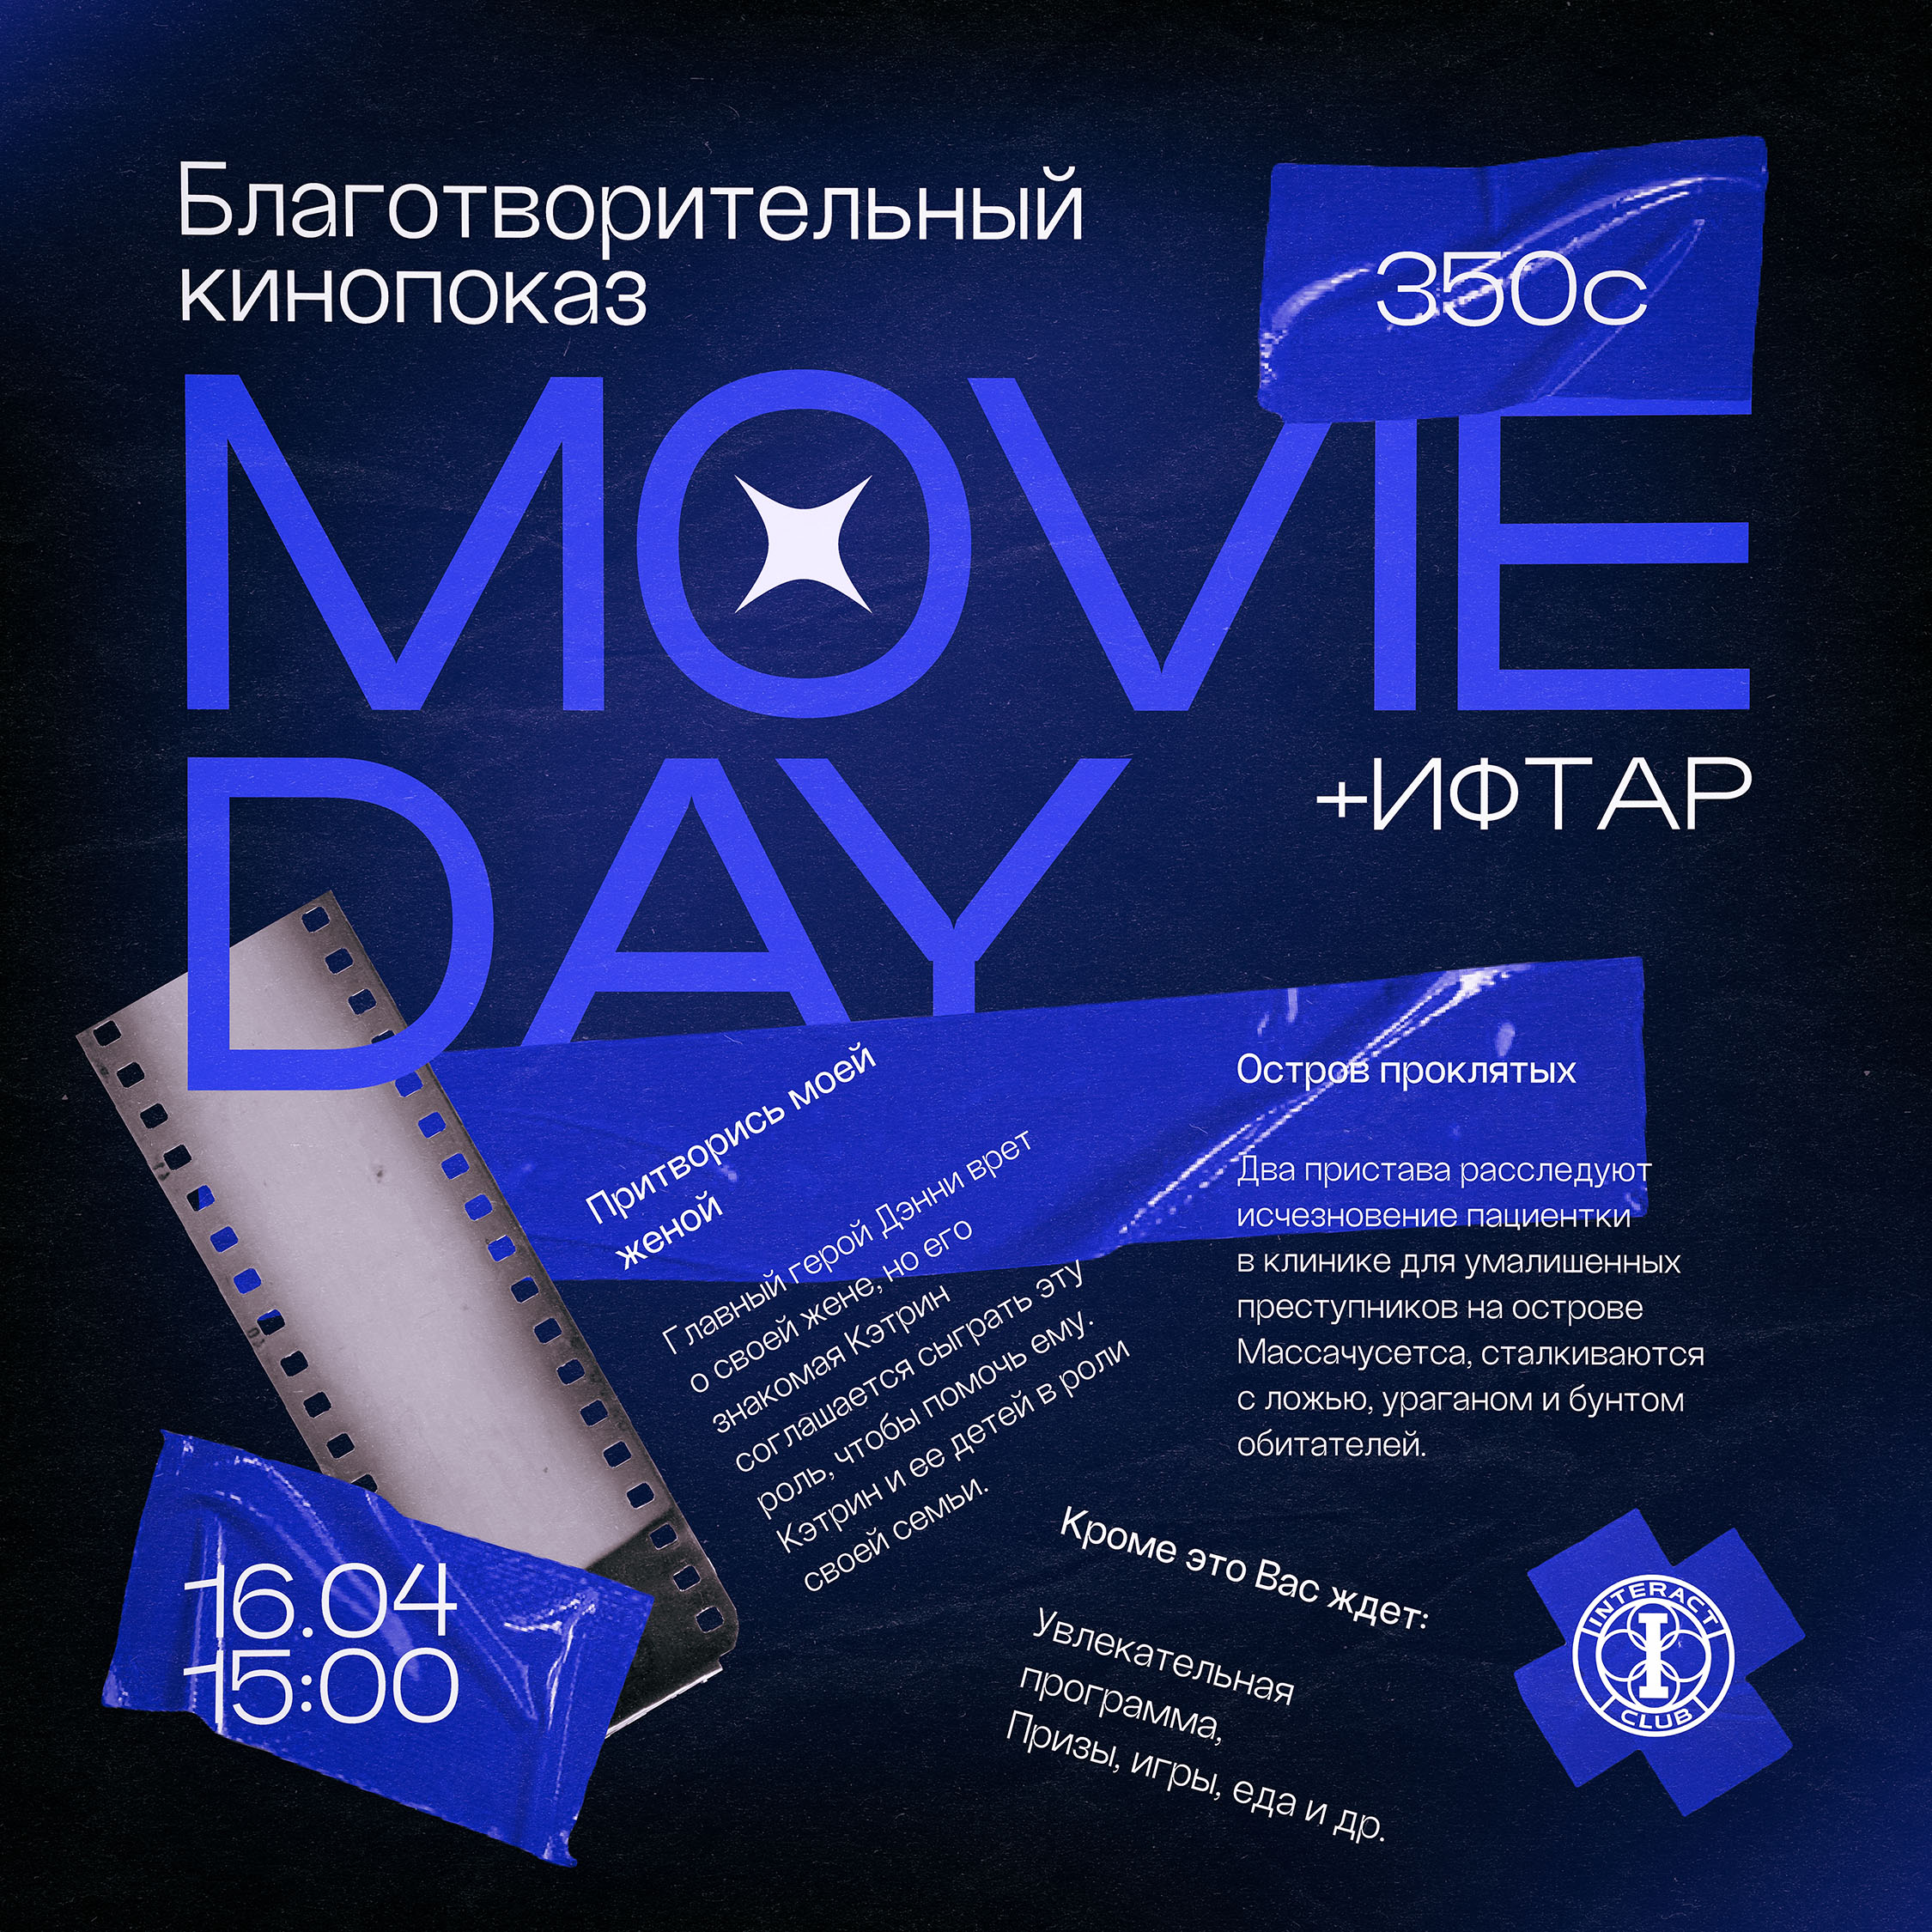 Благотворительный
кинопоказ
350с
MOVIE
DAY
+ИФТАР
Притворись моей
женой
Главный герой Дэнни врет
о своей жене, но его
знакомая Кэтрин
соглашается сыграть эту
роль, чтобы помочь ему.
Кэтрин и ее детей в роли
своей семьи.
Остров проклятых
Два пристава расследуют
исчезновение пациентки
в клинике для умалишенных
преступников на острове
Массачусетса, сталкиваются
с ложью, ураганом и бунтом
обитателей.
16.04
15:00
Кроме это Вас ждет:
Увлекательная
программа,
Призы, игры, еда и др.
INTERACT
I
CLUB